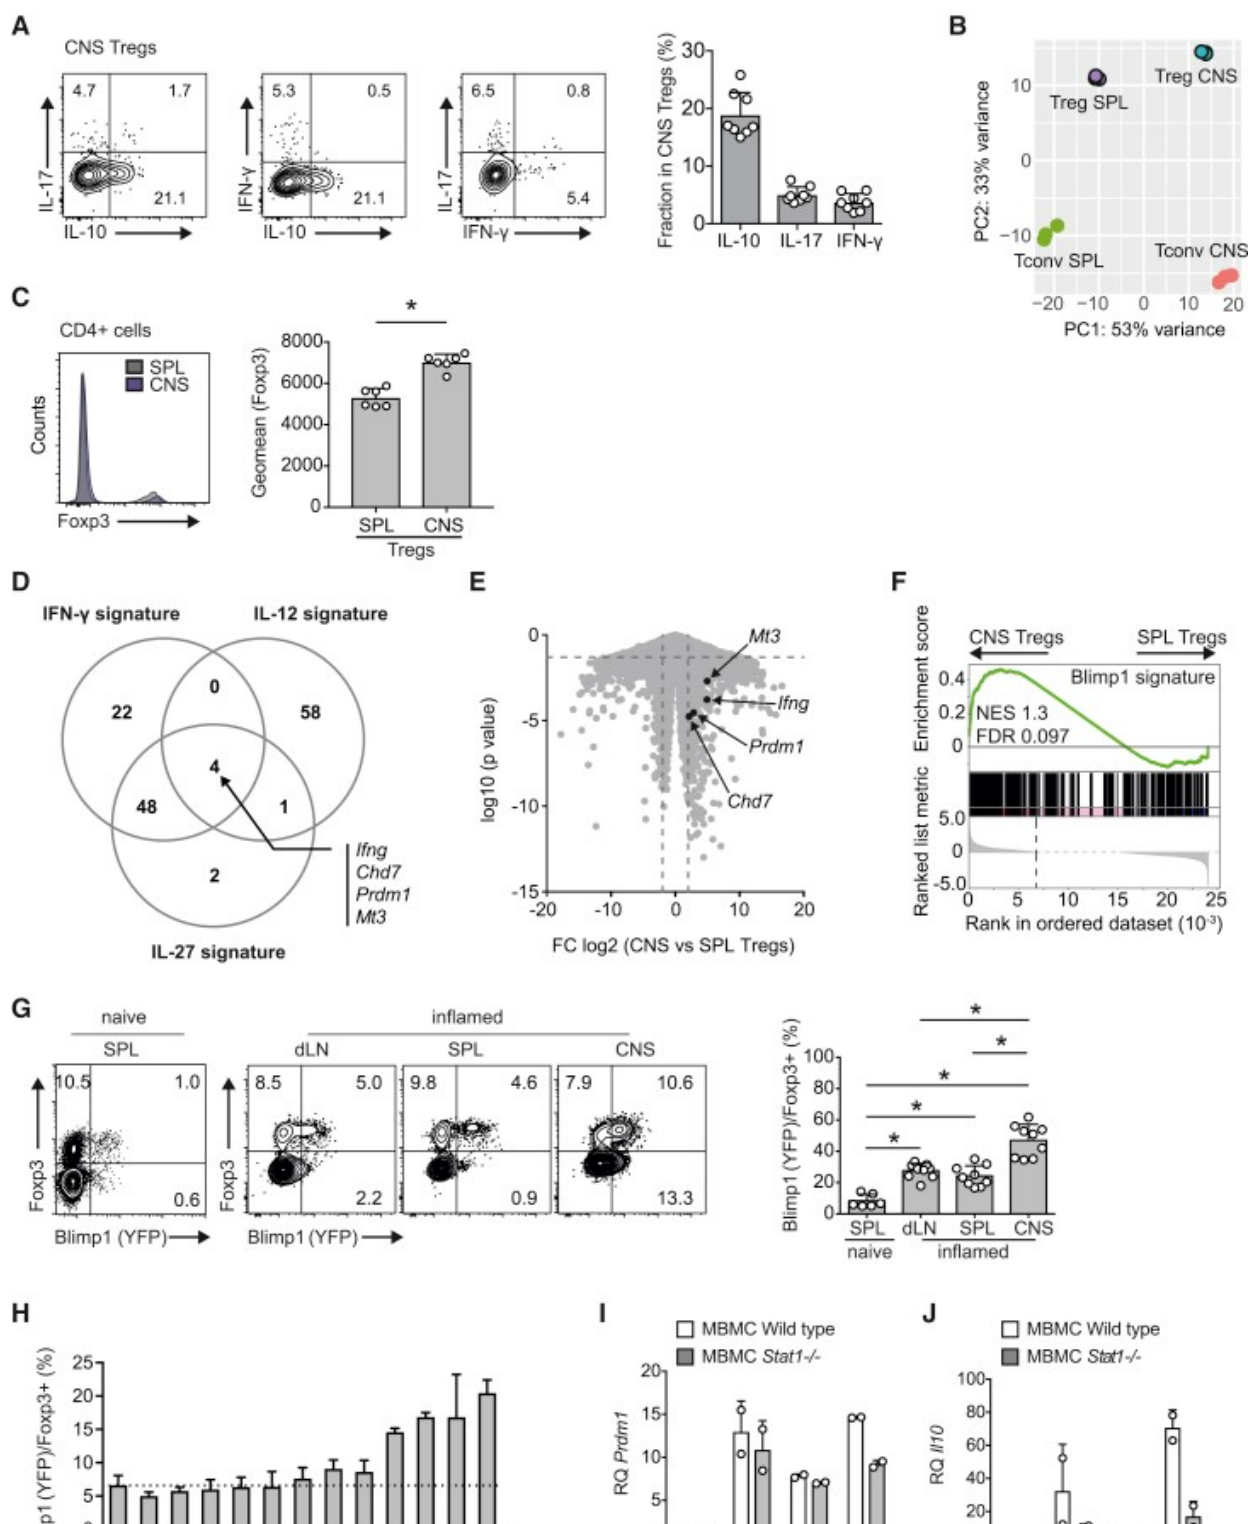 A
CNS Tregs
4.7 1.7
21.1
IL-17
IL-10
5.3 0.5
21.1
IFN-γ
IL-10
6.5 0.8
5.4
IL-17
IFN-γ
Fraction in CNS Tregs (%)
30
20
10
0
IL-10 IL-17 IFN-γ
B
Treg CNS
Treg SPL
Tconv SPL
Tconv CNS
PC2: 33% variance
10
0
−10
−20 −10 0 10 20
PC1: 53% variance
C
CD4+ cells
SPL
CNS
Counts
Foxp3
Geomean (Foxp3)
8000
6000
4000
2000
0
*
SPL CNS
Tregs
D
IFN-γ signature
IL-12 signature
0
22
58
4
48
1
2
Ifng
Chd7
Prdm1
Mt3
IL-27 signature
E
log10 (p value)
0
-5
-10
-15
Mt3
Ifng
Prdm1
Chd7
-20 -10 0 10 20
FC log2 (CNS vs SPL Tregs)
F
CNS Tregs SPL Tregs
Enrichment score
Blimp1 signature
0.4
0.2
0
NES 1.3
FDR 0.097
Ranked list metric
5.0
0
-5.0
0 5 10 15 20 25
Rank in ordered dataset (10-3)
G
naive
inflamed
SPL
dLN
SPL
CNS
10.5 1.0
0.6
8.5 5.0
2.2
9.8 4.6
0.9
7.9 10.6
13.3
Foxp3
Foxp3
Blimp1 (YFP)
Blimp1 (YFP)
Blimp1 (YFP)/Foxp3+ (%)
100
80
60
40
20
0
*
*
*
*
*
SPL dLN SPL CNS
naive inflamed
H
p1 (YFP)/Foxp3+ (%)
25
20
15
10
5
I
MBMC Wild type
MBMC Stat1-/-
RQ Prdm1
20
15
10
5
J
MBMC Wild type
MBMC Stat1-/-
RQ Il10
100
80
60
40
20